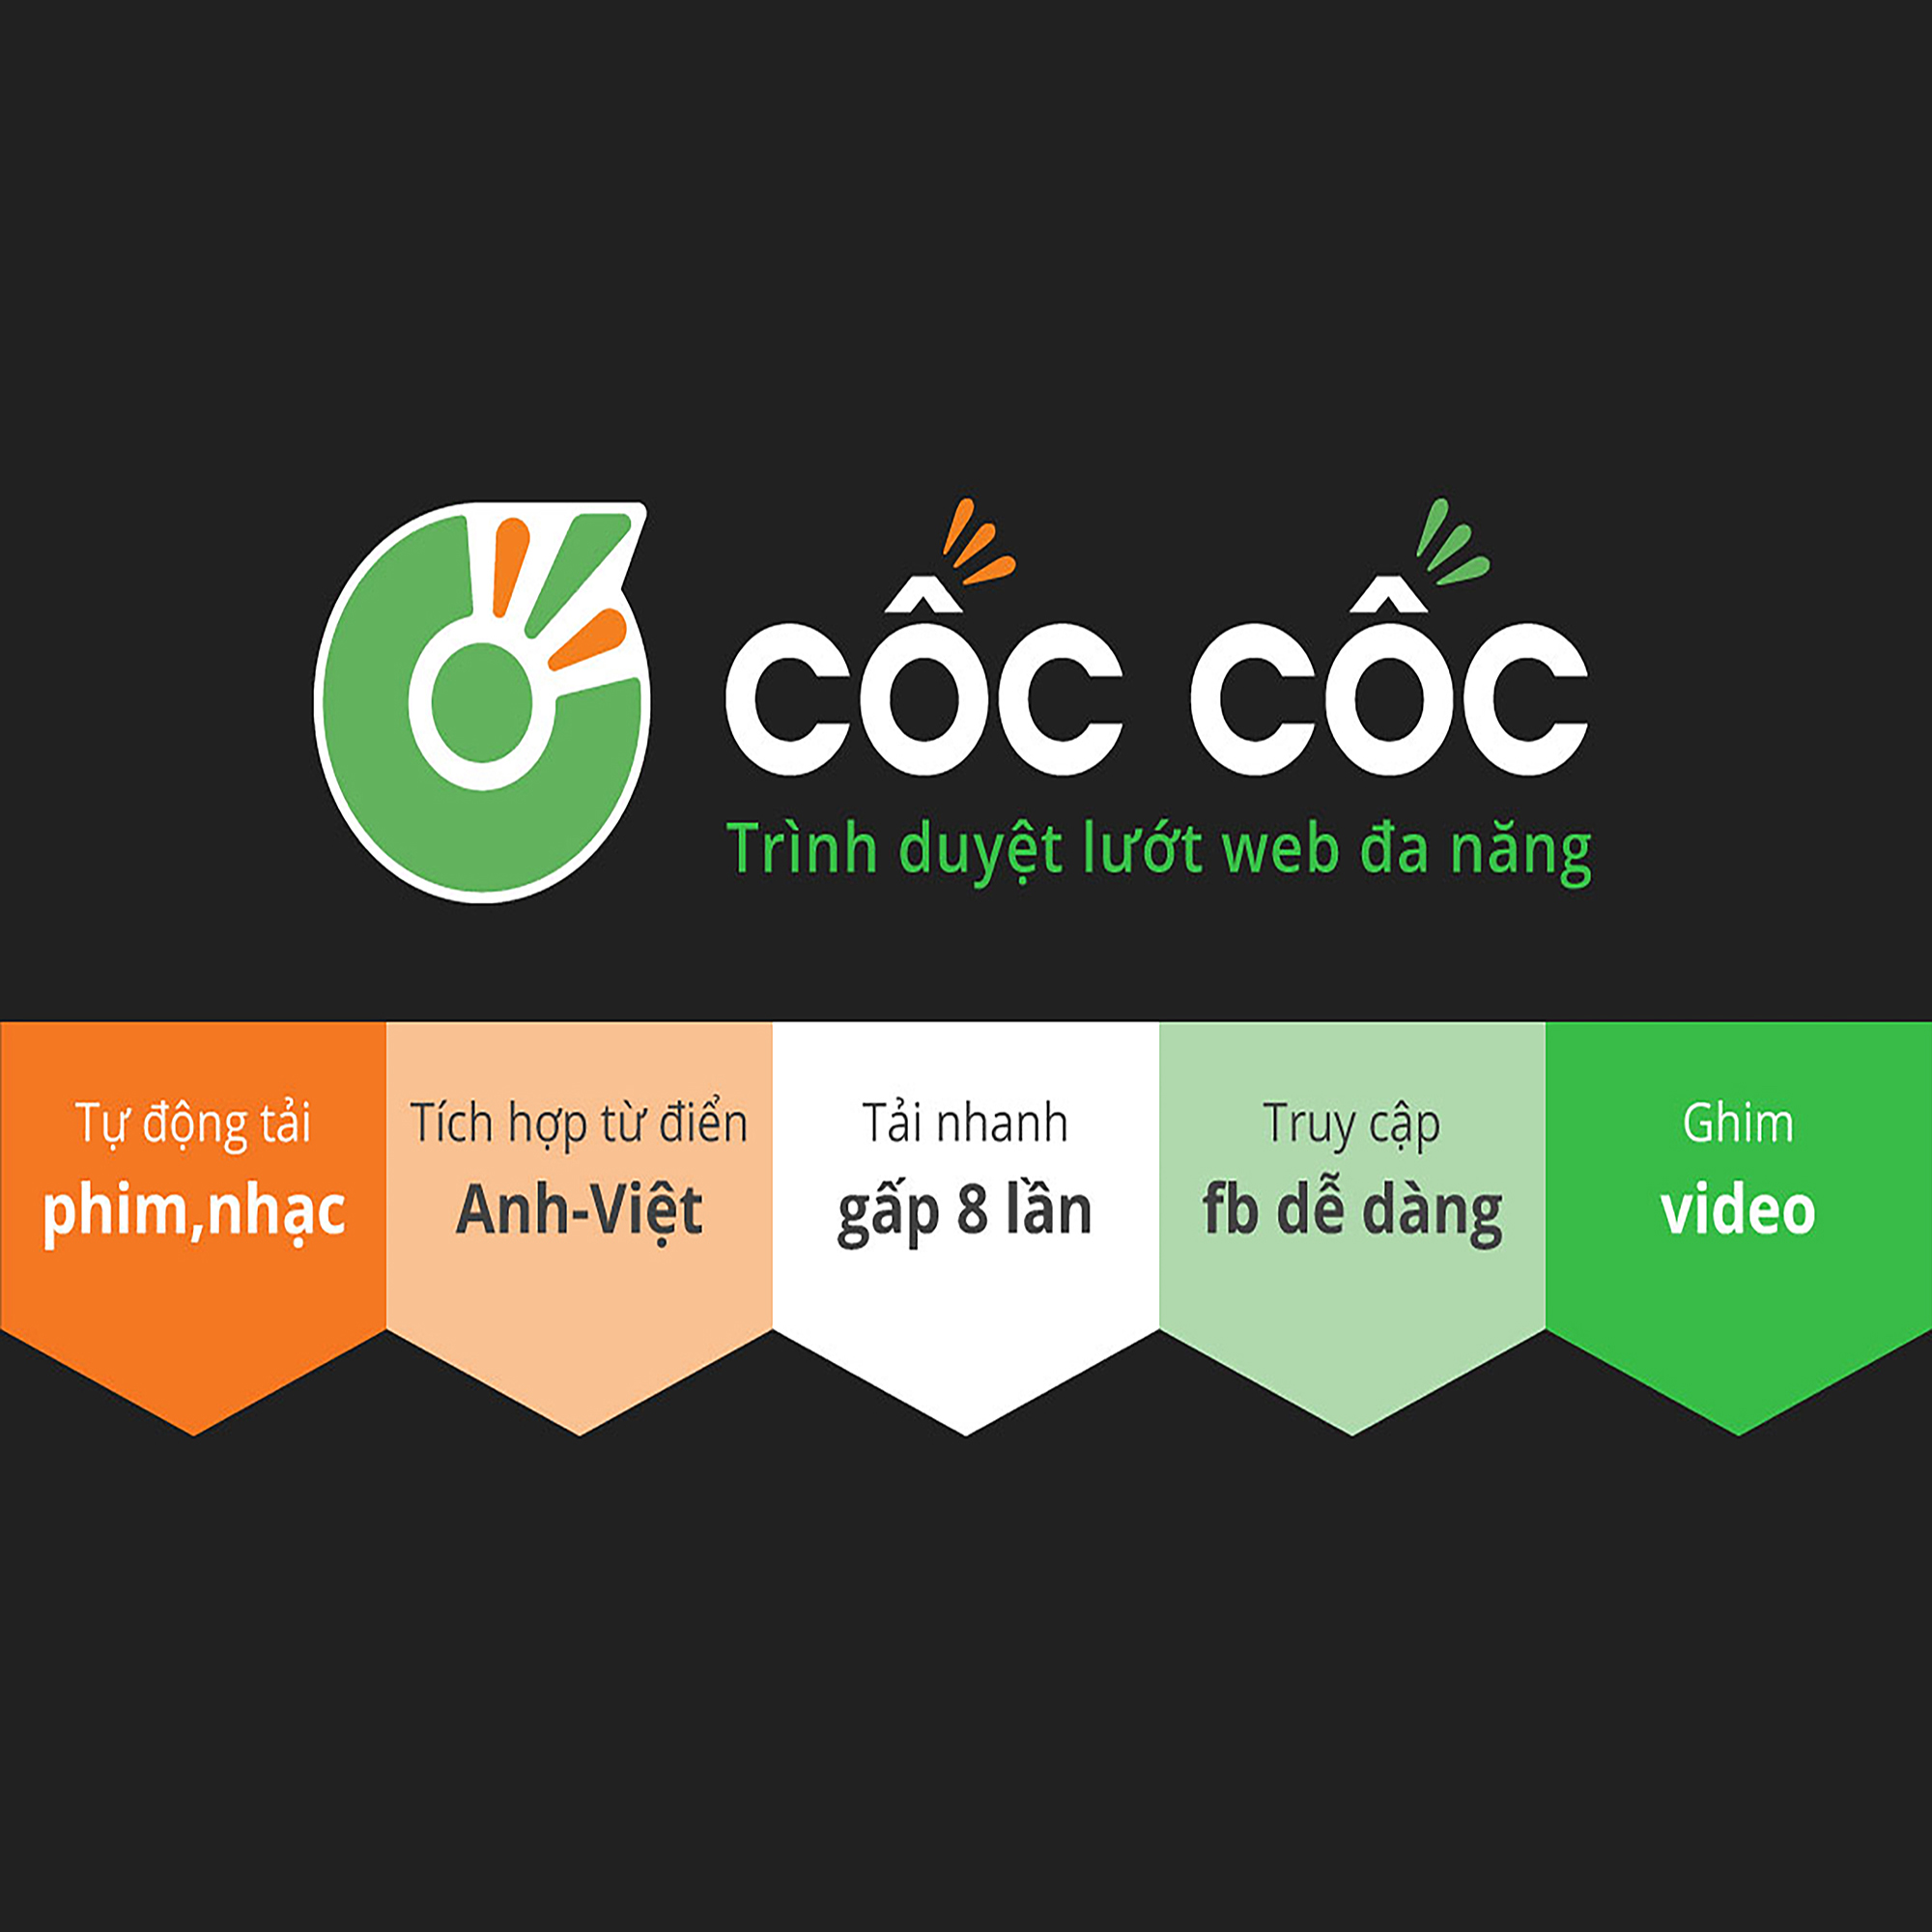 cốc cốc
Trình duyệt lướt web đa năng
Tự động tải
phim,nhạc
Tích hợp từ điển
Anh-Việt
Tải nhanh
gấp 8 lần
Truy cập
fb dễ dàng
Ghim
video